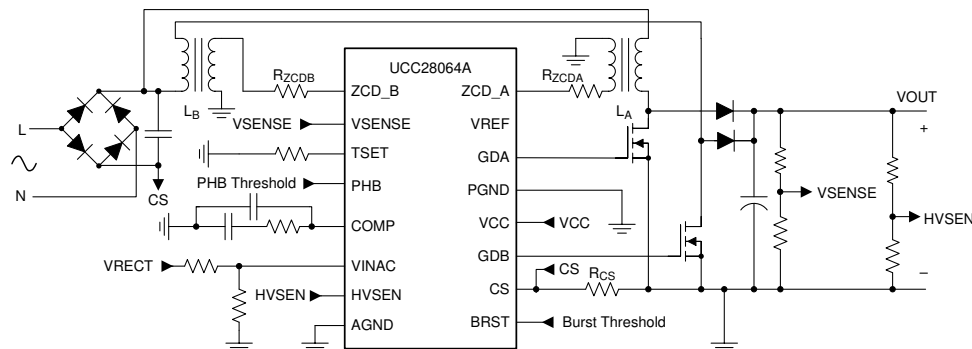 UCC28064A
R_ZCDB
R_ZCDA
L_B
L_A
ZCD_B
ZCD_A
VOUT
+
L
N
CS
VSENSE
VSENSE
VREF
TSET
GDA
PHB Threshold
PHB
PGND
VSENSE
HVSEN
COMP
VCC
VCC
VRECT
VINAC
GDB
CS
HVSEN
HVSEN
CS
R_CS
–
AGND
BRST
Burst Threshold